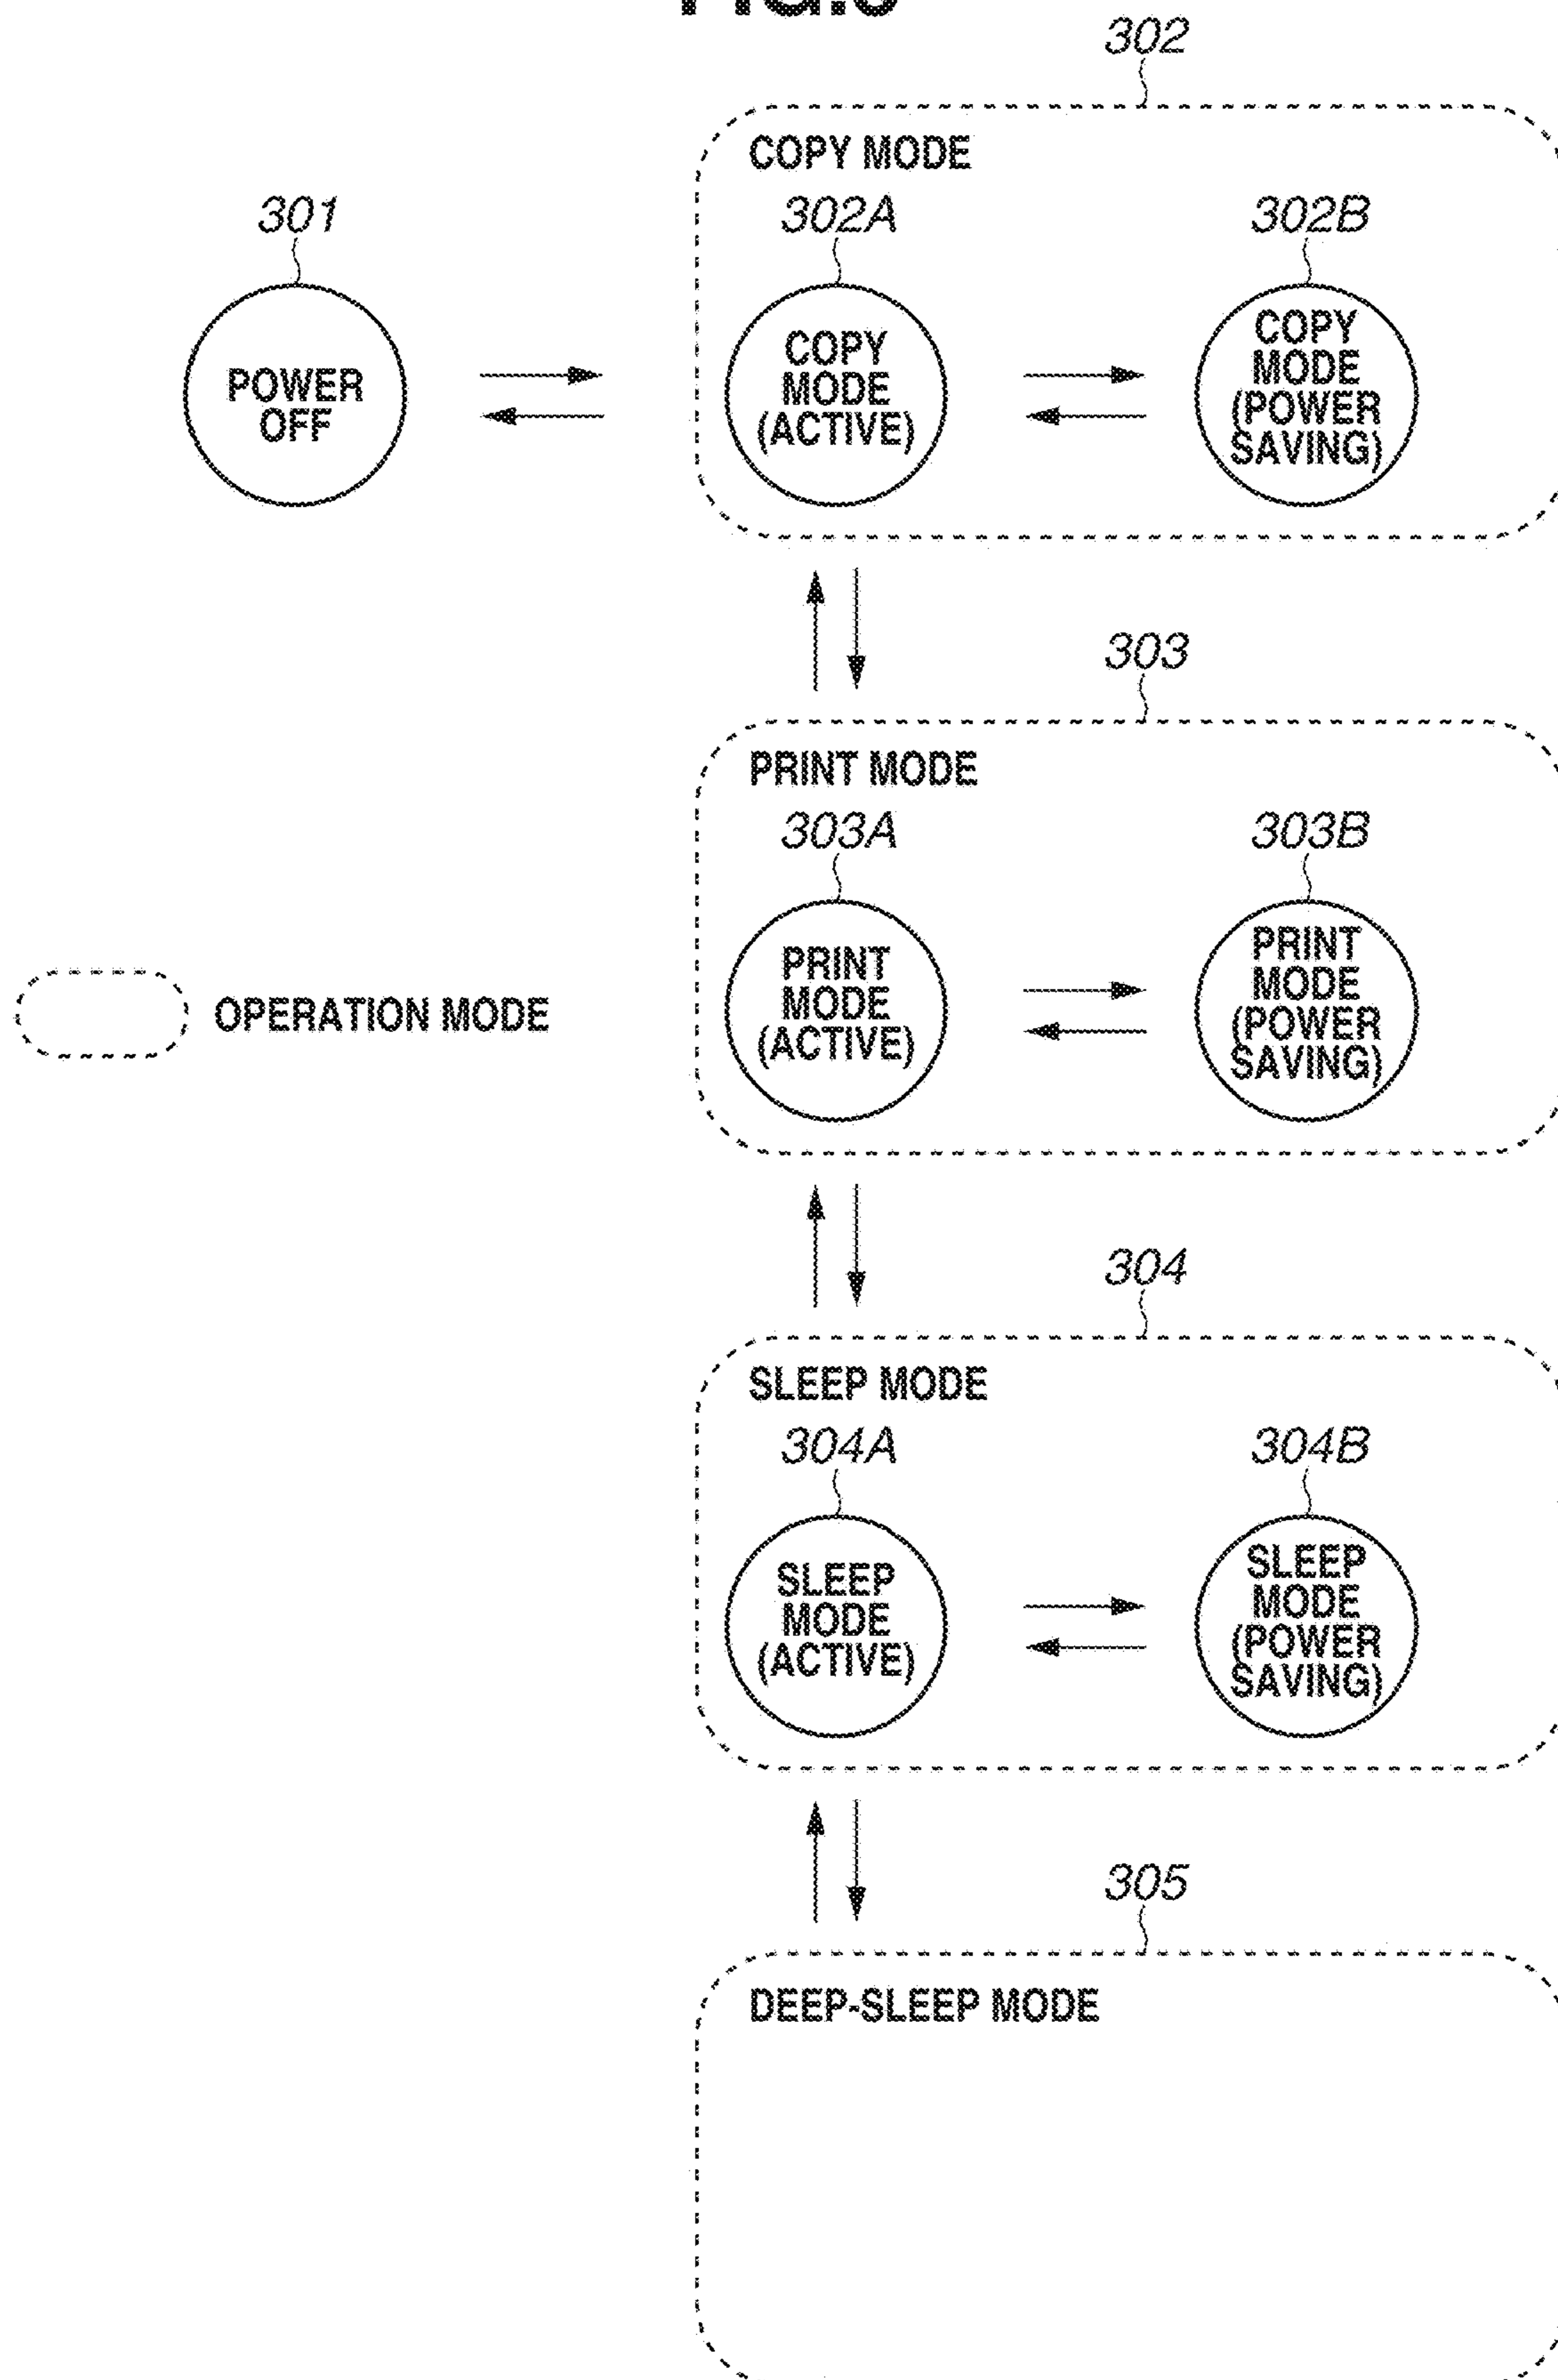 302
COPY MODE
301
302A
302B
POWER
OFF
COPY
MODE
(ACTIVE)
COPY
MODE
(POWER
SAVING)
303
PRINT MODE
303A
303B
PRINT
MODE
(ACTIVE)
PRINT
MODE
(POWER
SAVING)
OPERATION MODE
304
SLEEP MODE
304A
304B
SLEEP
MODE
(ACTIVE)
SLEEP
MODE
(POWER
SAVING)
305
DEEP-SLEEP MODE